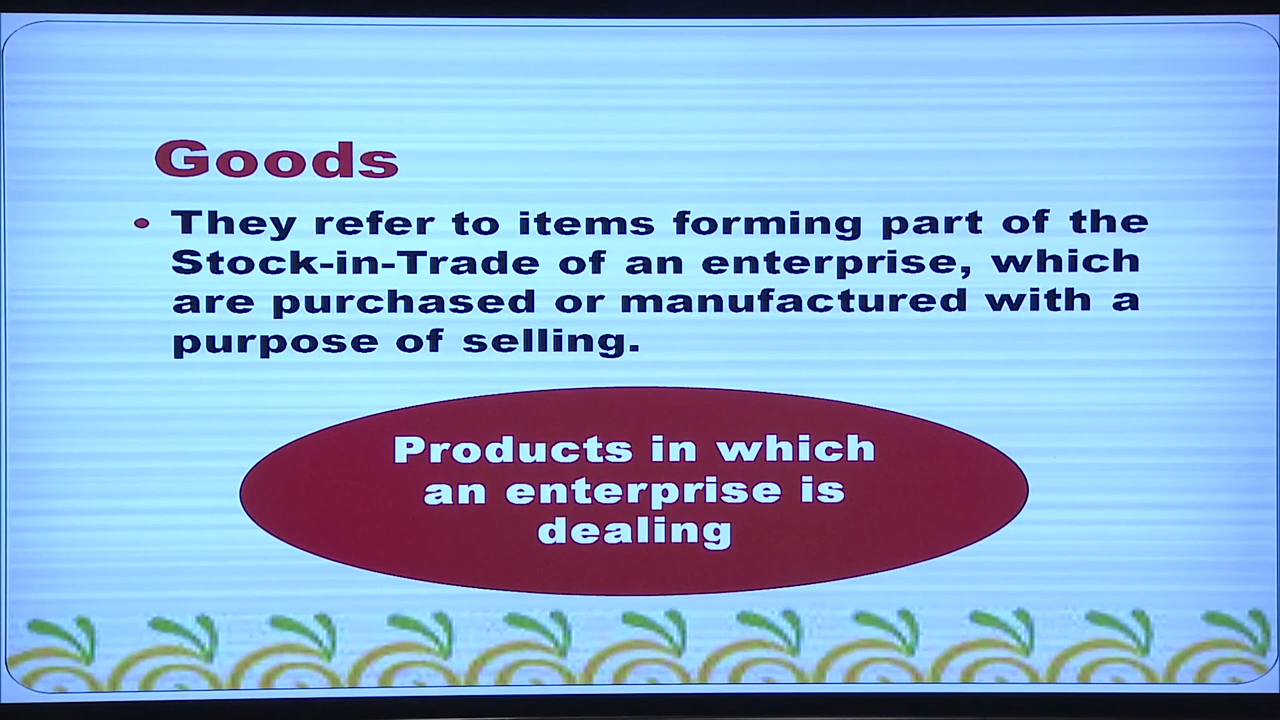 Goods
• They refer to items forming part of the
Stock-in-Trade of an enterprise, which
are purchased or manufactured with a
purpose of selling.
Products in which
an enterprise is
dealing